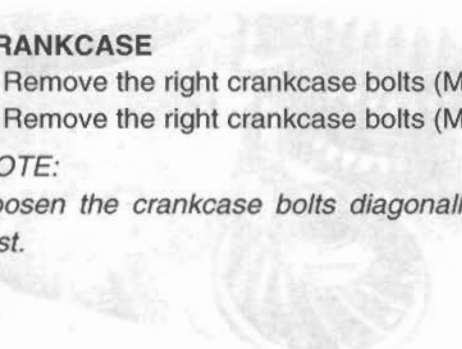 RANKCASE
Remove the right crankcase bolts (M
Remove the right crankcase bolts (M
OTE:
oosen the crankcase bolts diagonall
st.